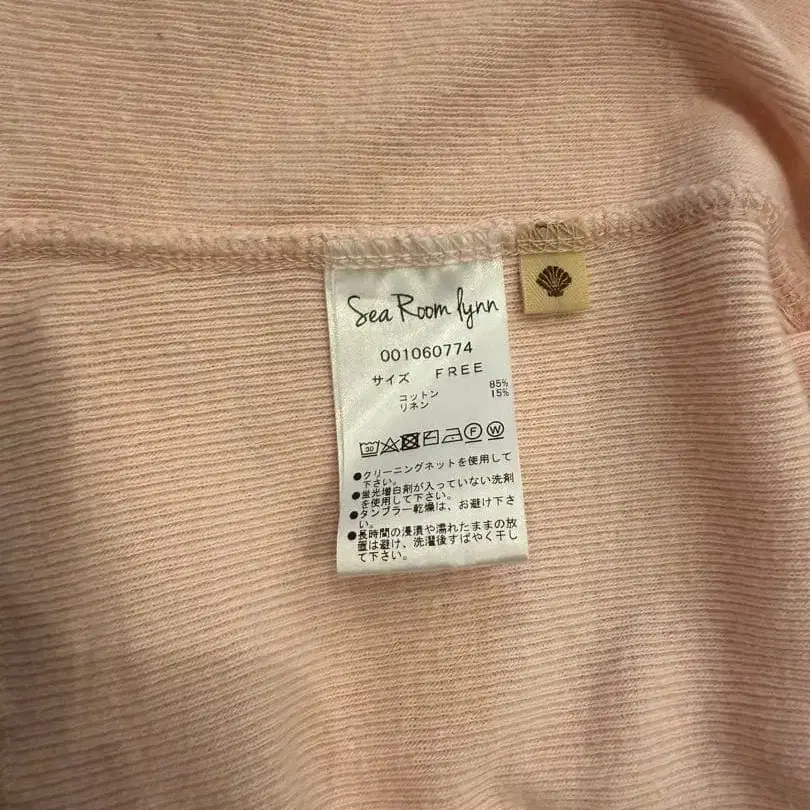 Sea Room lynn
001060774
サイズ FREE
コットン 85%
リネン 15%
30 F W
●クリーニングネットを使用して
下さい。
●蛍光増白剤が入っていない洗剤
を使用して下さい。
●タンブラー乾燥は、お避け下さ
い。
●長時間の浸漬や濡れたままの放
置は避け、洗濯後すばやく干し
て下さい。